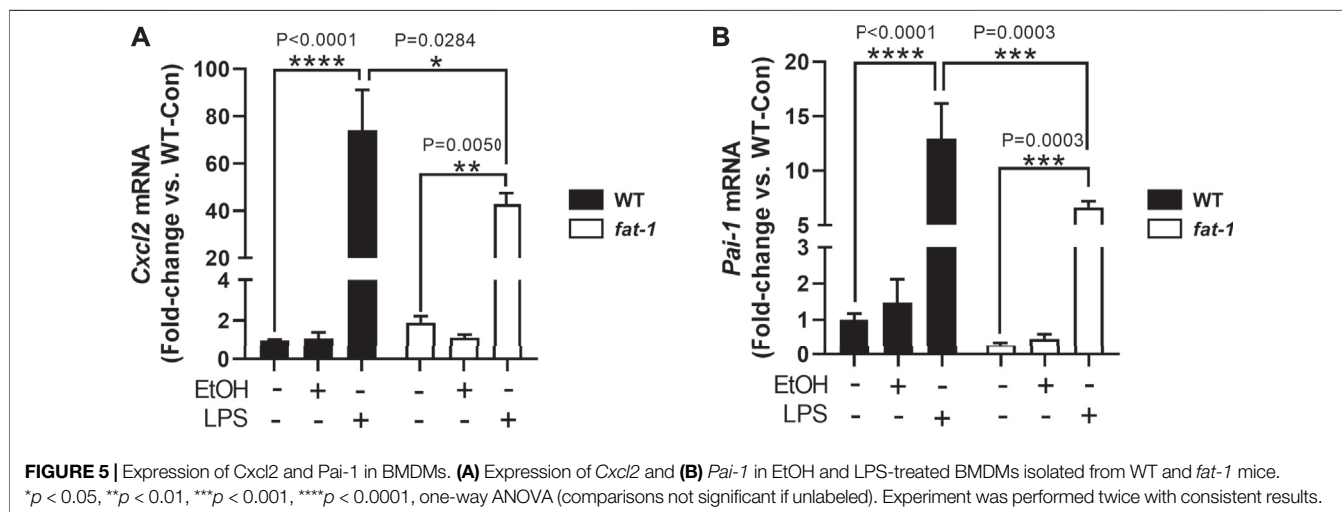 A
P<0.0001
P=0.0284
****
*
100
80
60
40
20
4
2
0
P=0.0050
**
Cxcl2 mRNA
(Fold-change vs. WT-Con)
WT
fat-1
EtOH - + - - + -
LPS - - + - - +
B
P<0.0001
P=0.0003
****
***
20
15
10
5
3
2
1
0
P=0.0003
***
Pai-1 mRNA
(Fold-change vs. WT-Con)
WT
fat-1
EtOH - + - - + -
LPS - - + - - +
FIGURE 5 | Expression of Cxcl2 and Pai-1 in BMDMs. (A) Expression of Cxcl2 and (B) Pai-1 in EtOH and LPS-treated BMDMs isolated from WT and fat-1 mice.
*p < 0.05, **p < 0.01, ***p < 0.001, ****p < 0.0001, one-way ANOVA (comparisons not significant if unlabeled). Experiment was performed twice with consistent results.